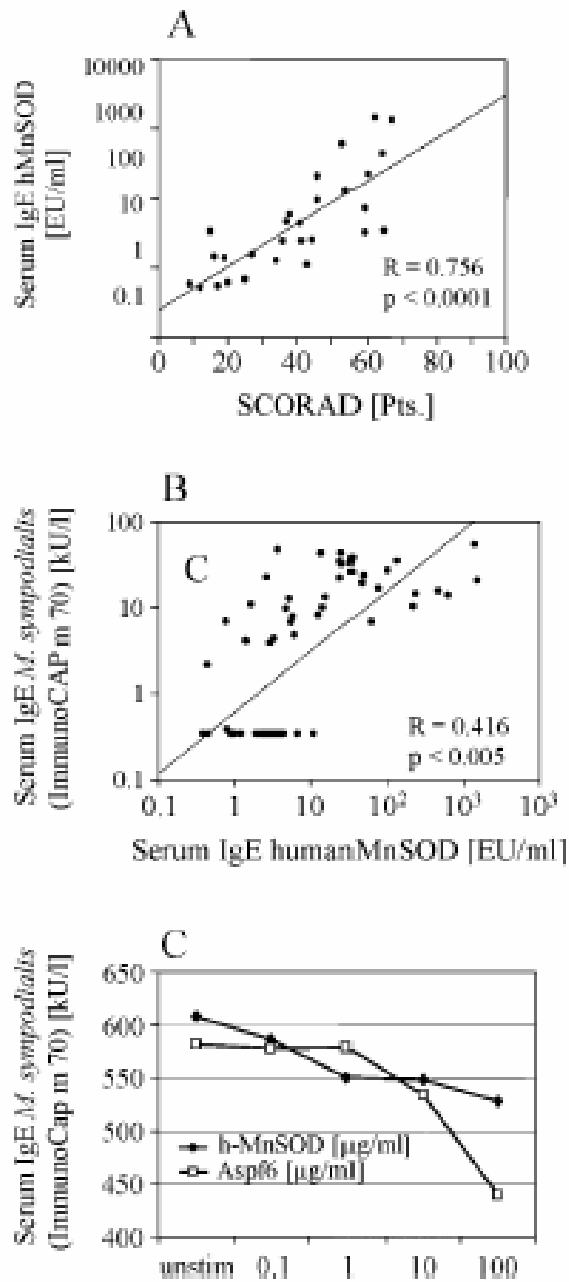 A
Serum IgE hMnSOD
[EU/ml]
10000
1000
100
10
1
0.1
R = 0.756
p < 0.0001
0 20 40 60 80 100
SCORAD [Pts.]
B
Serum IgE M. sympodialis
(ImmunoCAP m 70) [kU/l]
100
10
1
0.1
C
R = 0.416
p < 0.005
0.1 1 10 10² 10³ 10³
Serum IgE humanMnSOD [EU/ml]
C
Serum IgE M. sympodialis
(ImmunoCap m 70) [kU/l]
650
600
550
500
450
400
h-MnSOD [µg/ml]
Aspf6 [µg/ml]
unstim 0,1 1 10 100